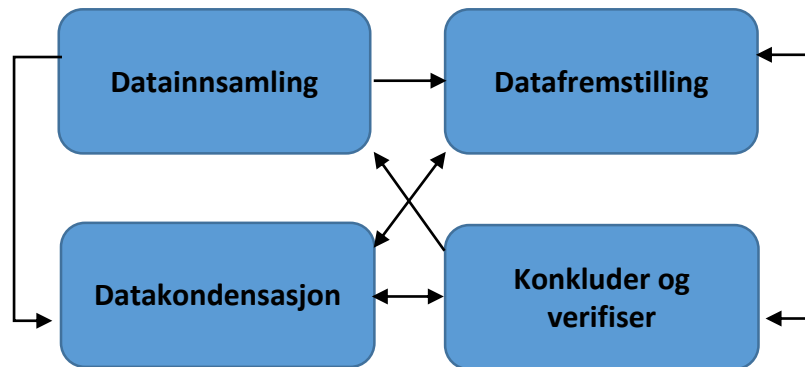 Datainnsamling
Datafremstilling
Datakondensasjon
Konkluder og
verifiser